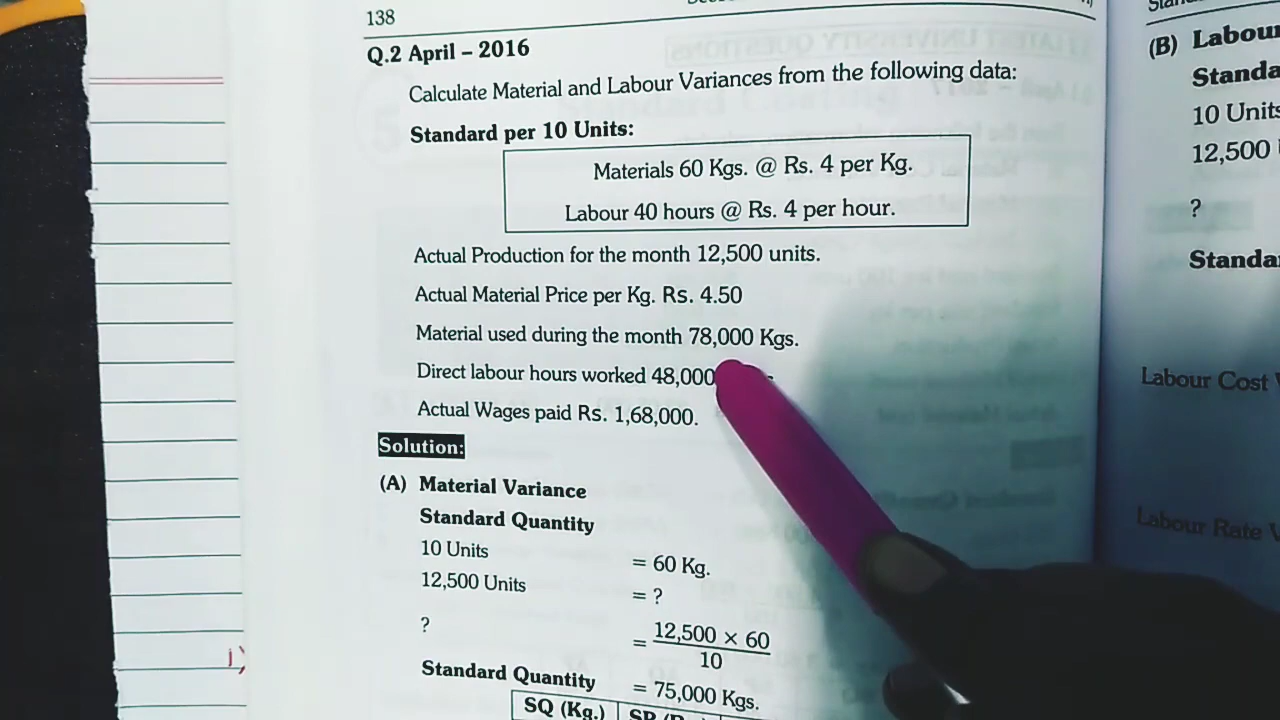 138
Q.2 April – 2016
Calculate Material and Labour Variances from the following data:
Standard per 10 Units:
Materials 60 Kgs. @ Rs. 4 per Kg.
Labour 40 hours @ Rs. 4 per hour.
Actual Production for the month 12,500 units.
Actual Material Price per Kg. Rs. 4.50
Material used during the month 78,000 Kgs.
Direct labour hours worked 48,000
Actual Wages paid Rs. 1,68,000.
Solution:
(A) Material Variance
Standard Quantity
10 Units = 60 Kg.
12,500 Units = ?
? = 12,500 × 60
10
Standard Quantity = 75,000 Kgs.
SQ (Kg.)
(B) Labour
10 Units
12,500
?
Labour Cost
Labour Rate